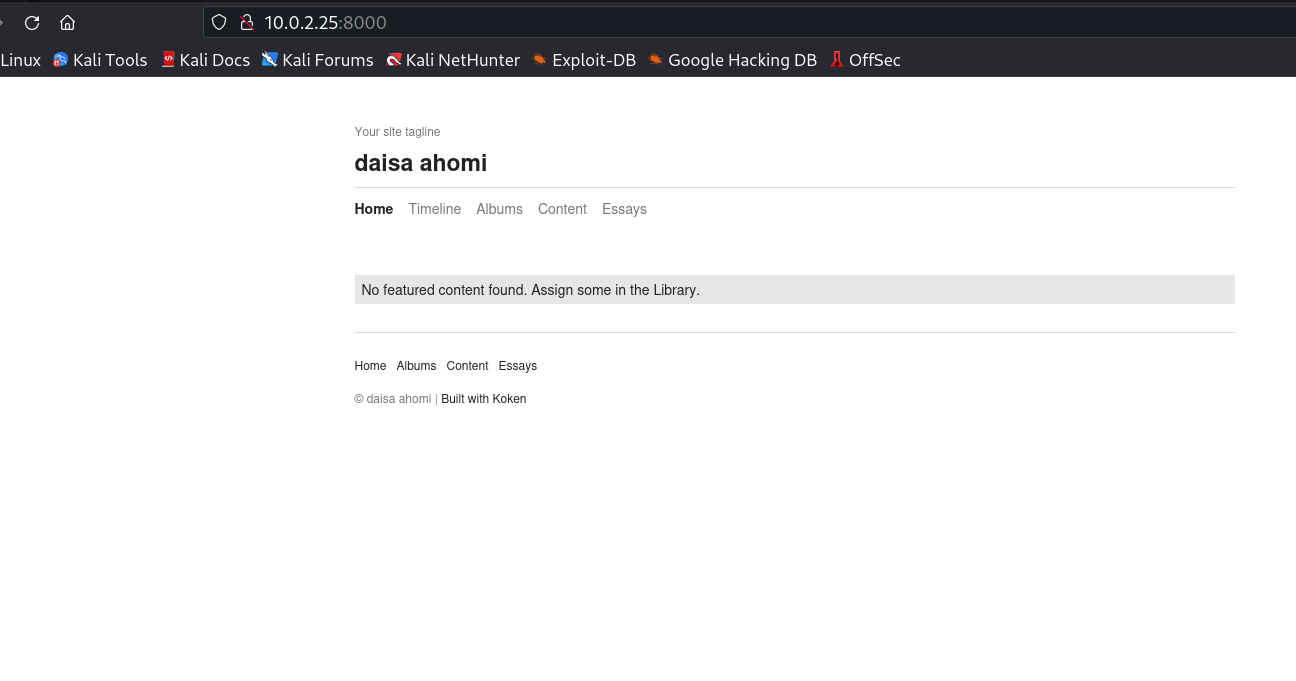 10.0.2.25:8000
Linux Kali Tools Kali Docs Kali Forums Kali NetHunter Exploit-DB Google Hacking DB OffSec
Your site tagline
daisa ahomi
Home Timeline Albums Content Essays
No featured content found. Assign some in the Library.
Home Albums Content Essays
© daisa ahomi | Built with Koken